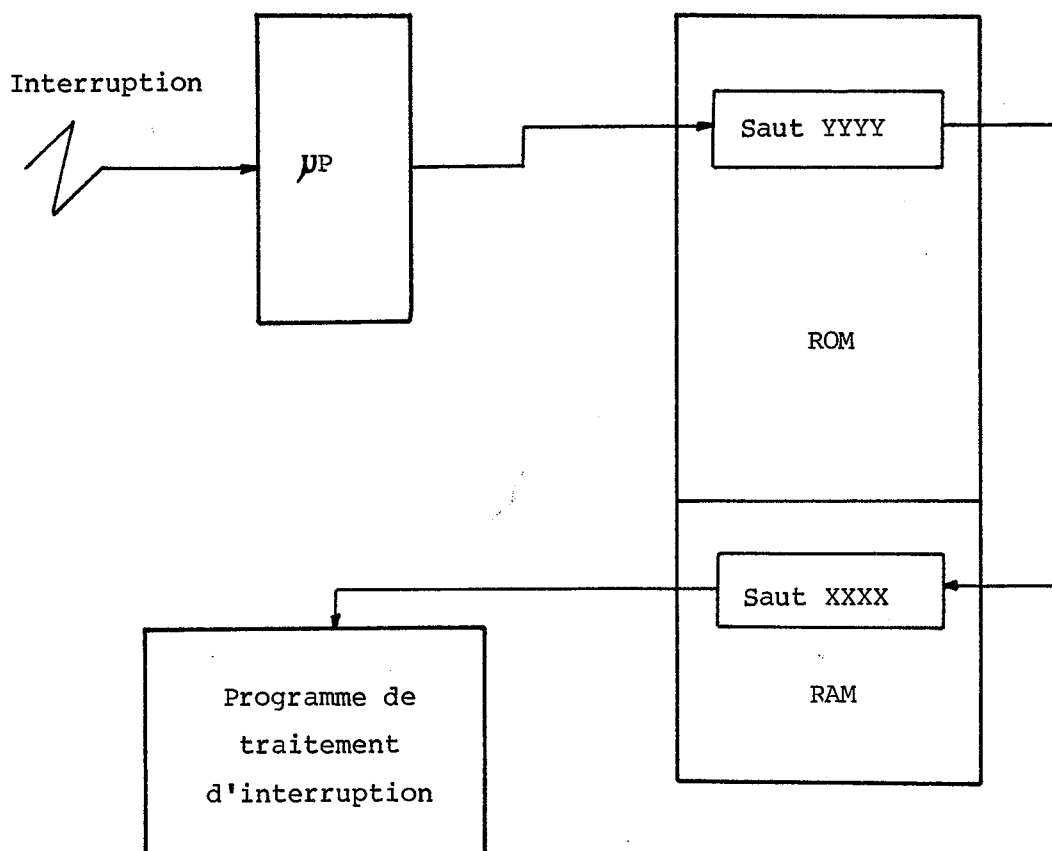 Interruption
µP
Saut YYYY
ROM
Saut XXXX
RAM
Programme de
traitement
d'interruption